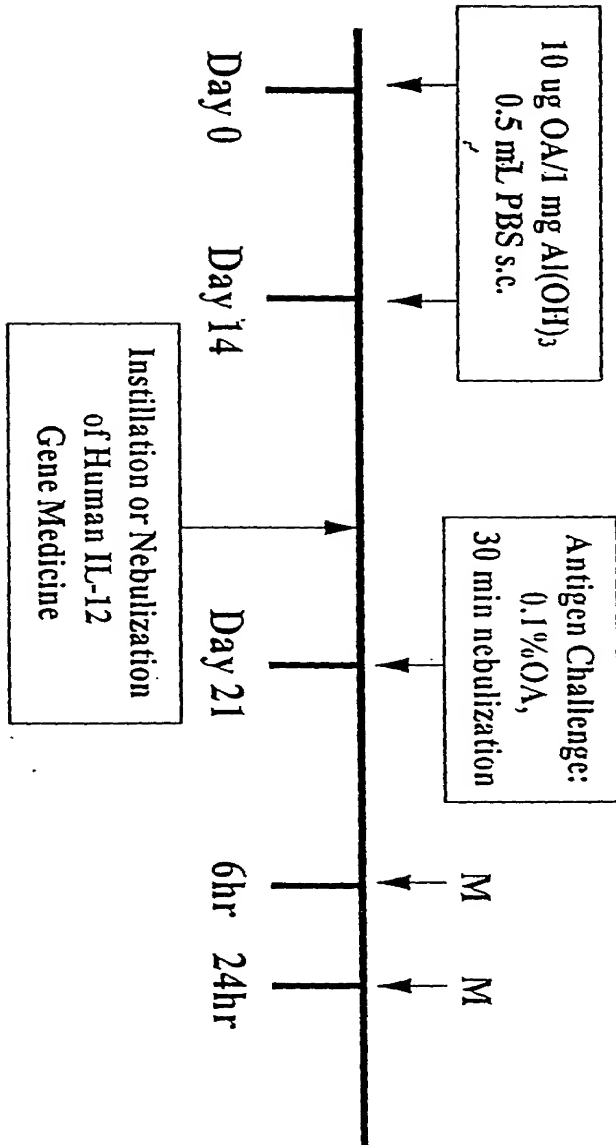 10 ug OA/1 mg Al(OH)₃
0.5 mL PBS s.c.
Antigen Challenge:
0.1%OA,
30 min nebulization
M
M
Day 0
Day 14
Day 21
6hr
24hr
Instillation or Nebulization
of Human IL-12
Gene Medicine